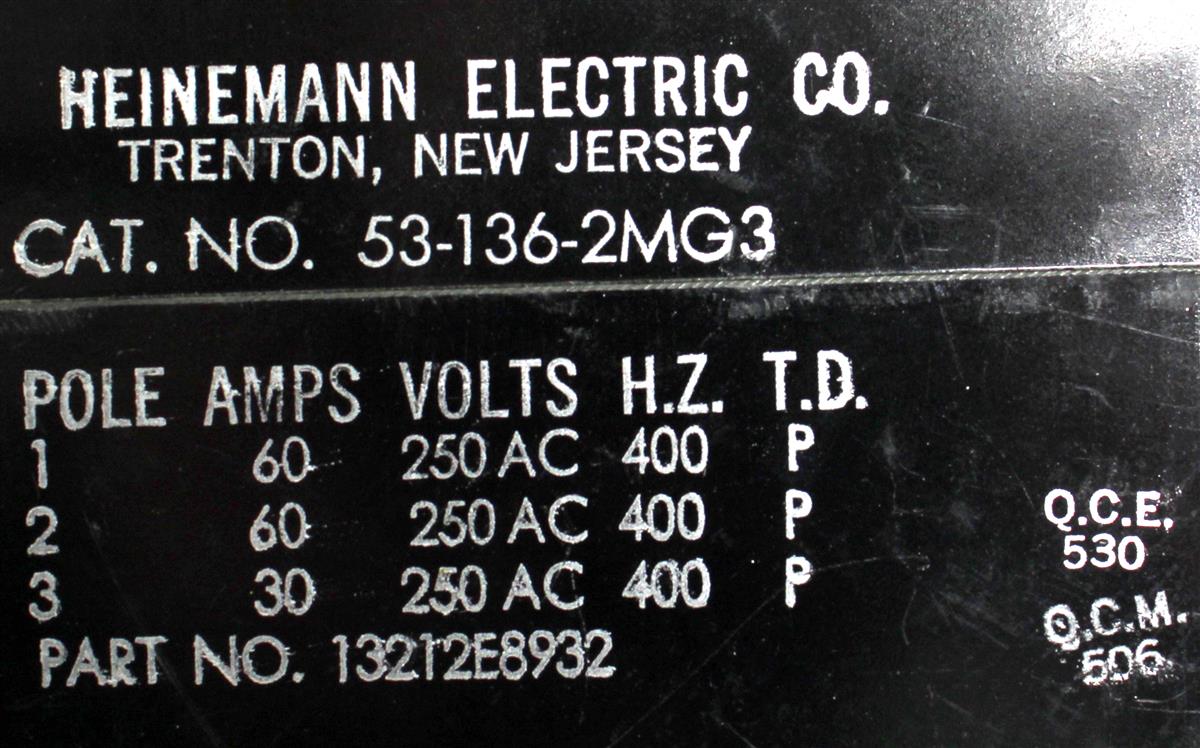 HEINEMANN ELECTRIC CO.
TRENTON, NEW JERSEY
CAT. NO. 53-136-2MG3
POLE AMPS VOLTS H.Z. T.D.
1 60 250 AC 400 P
2 60 250 AC 400 P
3 30 250 AC 400 P
PART NO. 13212E8932
Q.C.E.
530
Q.C.M.
506